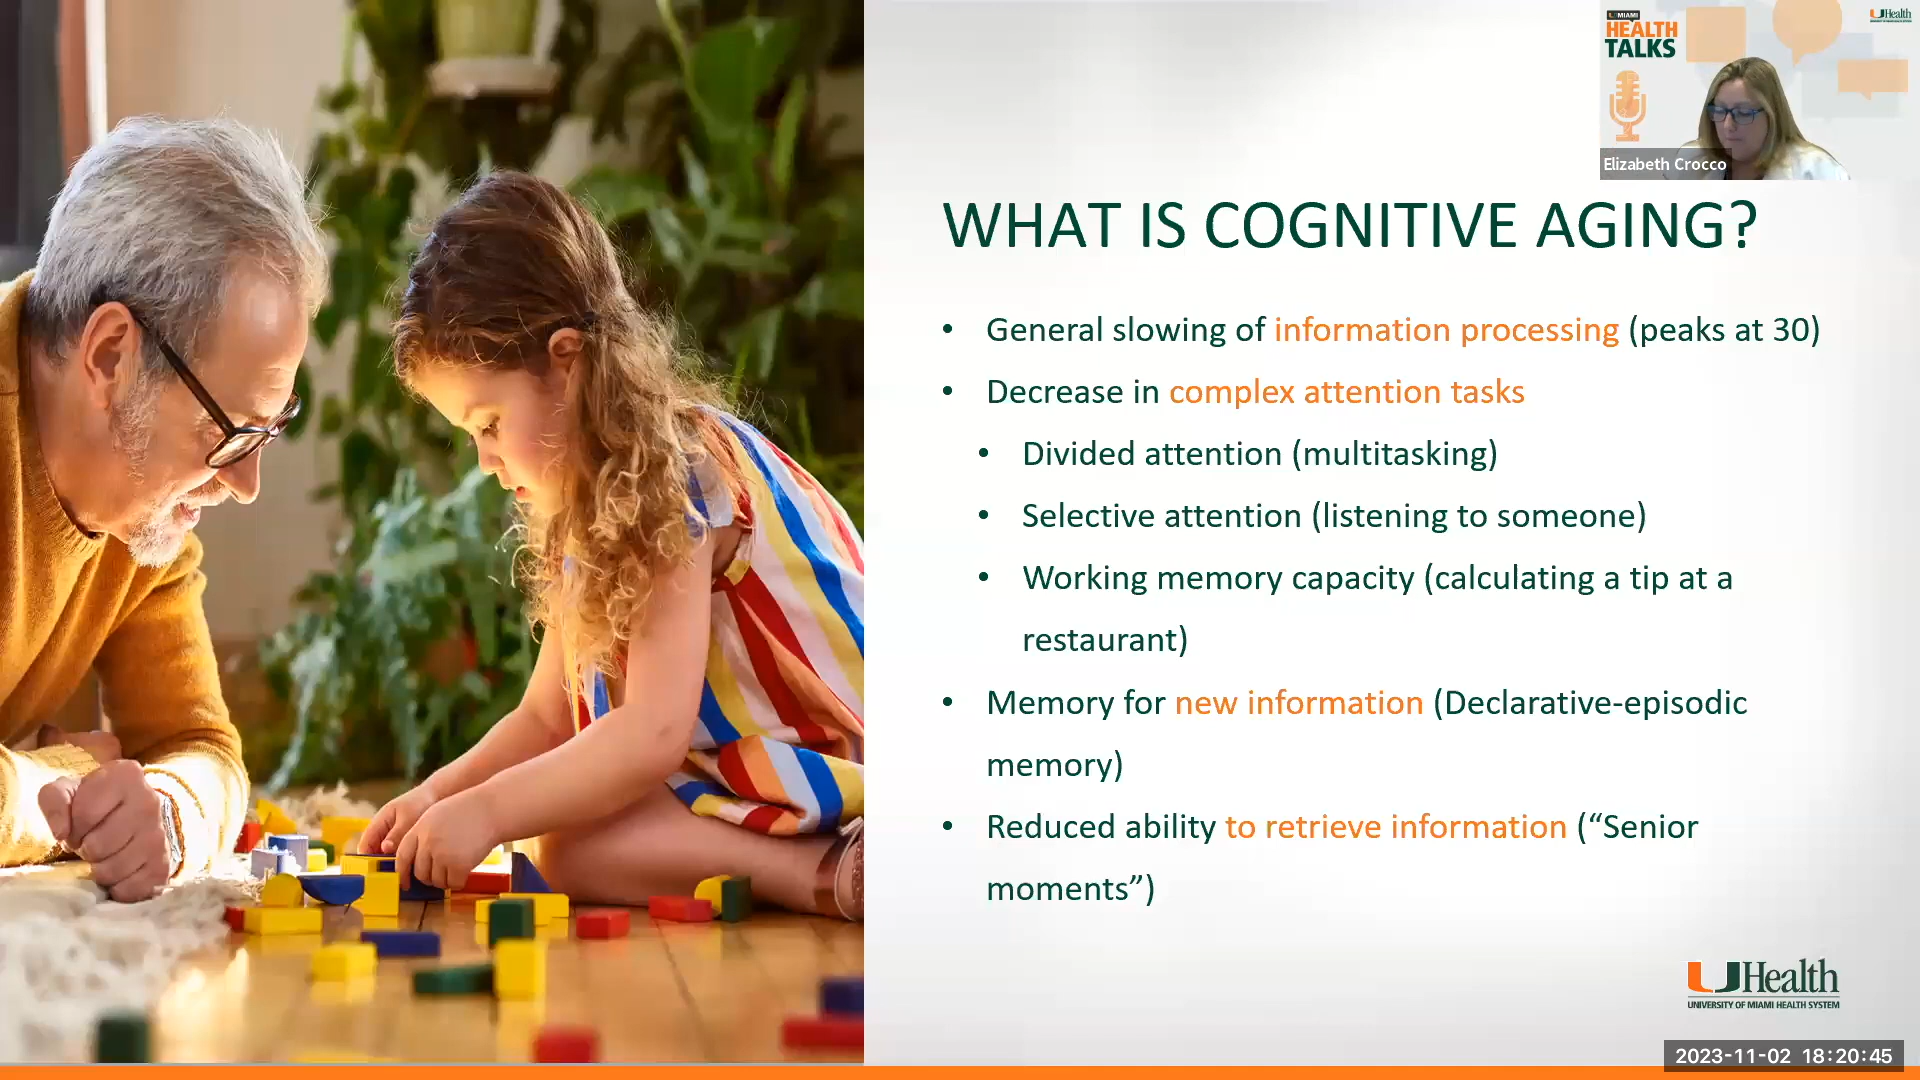 MIAMI
HEALTH
TALKS
UHealth
Elizabeth Crocco
WHAT IS COGNITIVE AGING?
• General slowing of information processing (peaks at 30)
• Decrease in complex attention tasks
• Divided attention (multitasking)
• Selective attention (listening to someone)
• Working memory capacity (calculating a tip at a
restaurant)
• Memory for new information (Declarative-episodic
memory)
• Reduced ability to retrieve information (“Senior
moments”)
UHealth
UNIVERSITY OF MIAMI HEALTH SYSTEM
2023-11-02 18:20:45